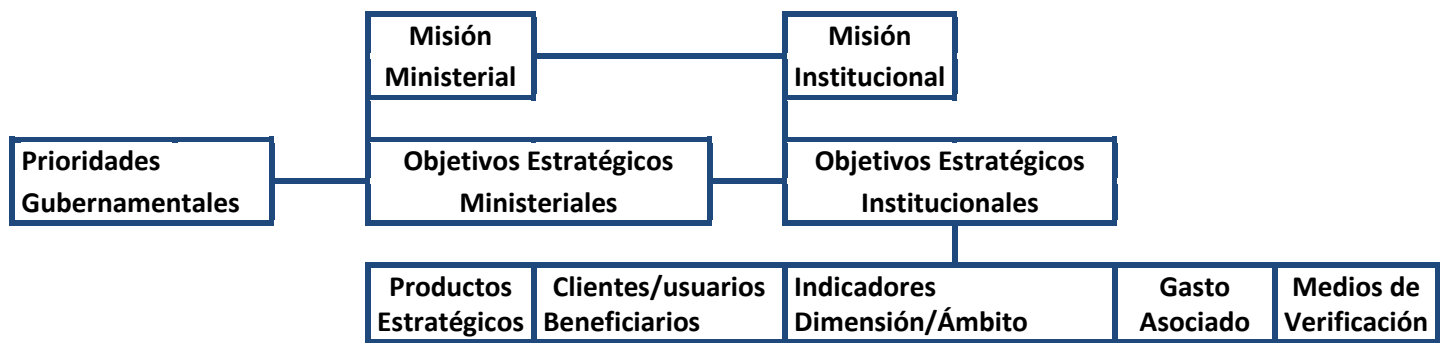 Misión
Ministerial
Misión
Institucional
Prioridades
Gubernamentales
Objetivos Estratégicos
Ministeriales
Objetivos Estratégicos
Institucionales
Productos
Estratégicos
Clientes/usuarios
Beneficiarios
Indicadores
Dimensión/Ámbito
Gasto
Asociado
Medios de
Verificación